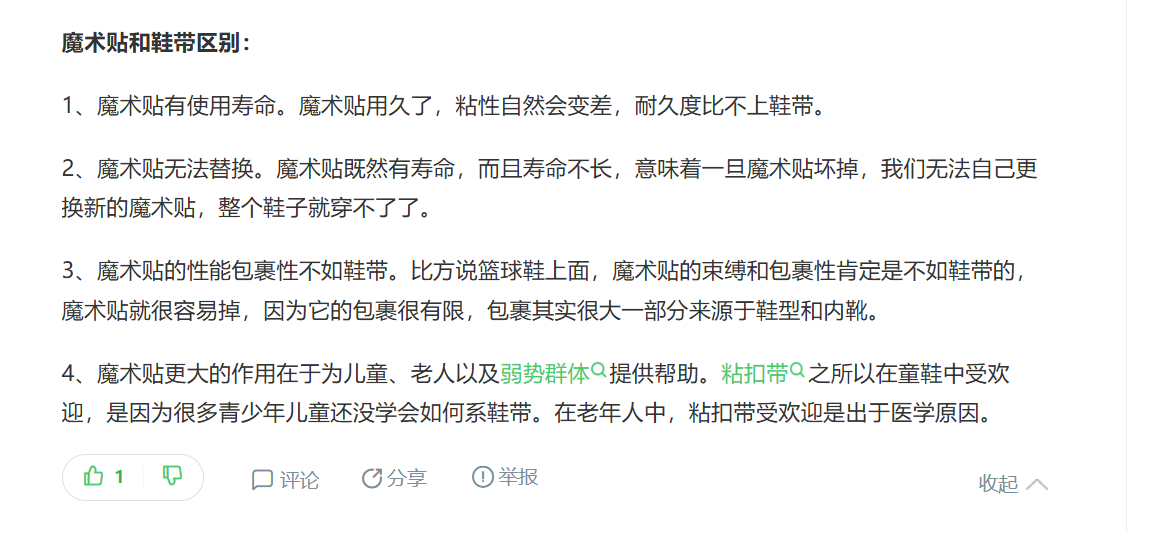 魔术贴和鞋带区别：
1、魔术贴有使用寿命。魔术贴用久了，粘性自然会变差，耐久度比不上鞋带。
2、魔术贴无法替换。魔术贴既然有寿命，而且寿命不长，意味着一旦魔术贴坏掉，我们无法自己更
换新的魔术贴，整个鞋子就穿不了了。
3、魔术贴的性能包裹性不如鞋带。比方说篮球鞋上面，魔术贴的束缚和包裹性肯定是不如鞋带的，
魔术贴就很容易掉，因为它的包裹很有限，包裹其实很大一部分来源于鞋型和内靴。
4、魔术贴更大的作用在于为儿童、老人以及弱势群体提供帮助。粘扣带之所以在童鞋中受欢
迎，是因为很多青少年儿童还没学会如何系鞋带。在老年人中，粘扣带受欢迎是出于医学原因。
1 评论 分享 举报 收起